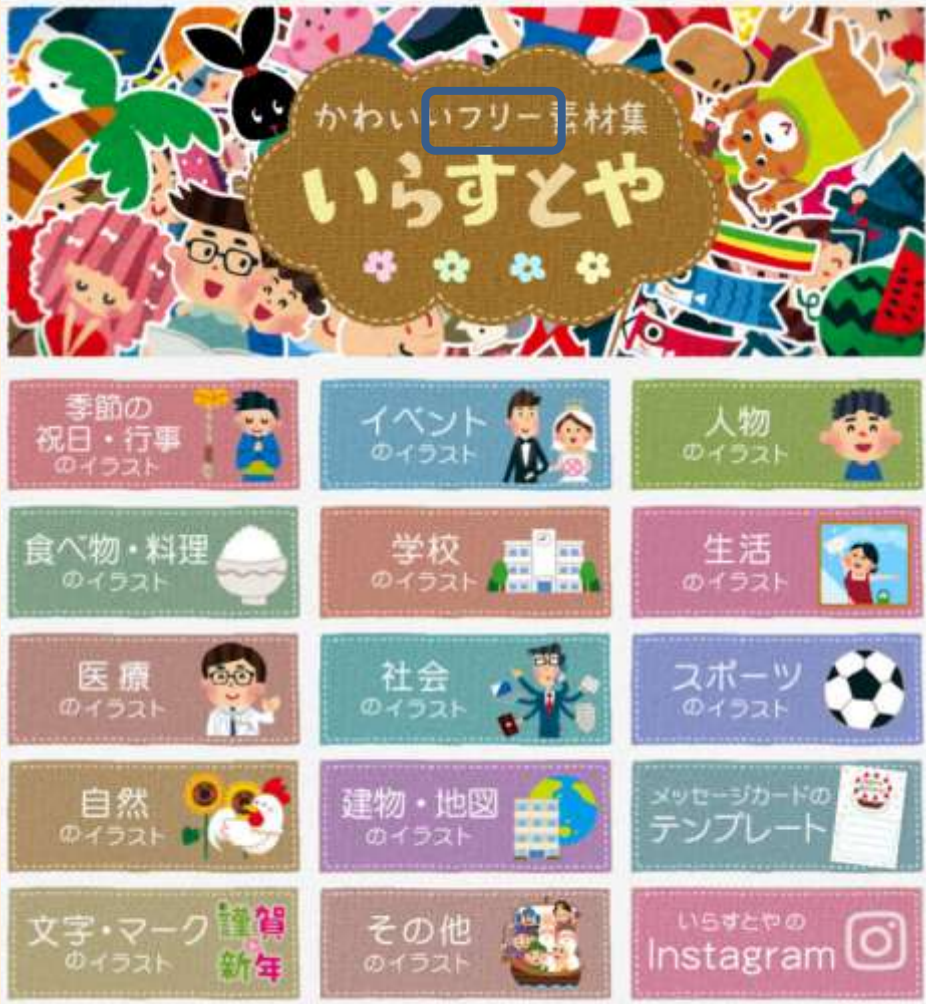 かわいいフリー素材集
いらすとや
季節の
祝日・行事
のイラスト
イベント
のイラスト
人物
のイラスト
食べ物・料理
のイラスト
学校
のイラスト
生活
のイラスト
医療
のイラスト
社会
のイラスト
スポーツ
のイラスト
自然
のイラスト
建物・地図
のイラスト
メッセージカードの
テンプレート
文字・マーク
のイラスト
謹賀
新年
その他
のイラスト
いらすとやの
Instagram